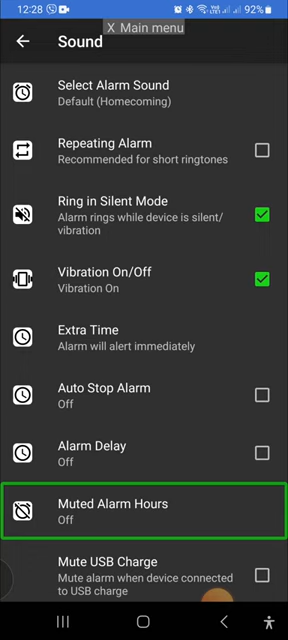 12:28
92%
X Main menu
Sound
Select Alarm Sound
Default (Homecoming)
Repeating Alarm
Recommended for short ringtones
Ring in Silent Mode
Alarm rings while device is silent/
vibration
Vibration On/Off
Vibration On
Extra Time
Alarm will alert immediately
Auto Stop Alarm
Off
Alarm Delay
Off
Muted Alarm Hours
Off
Mute USB Charge
Mute alarm when device connected
to USB charge